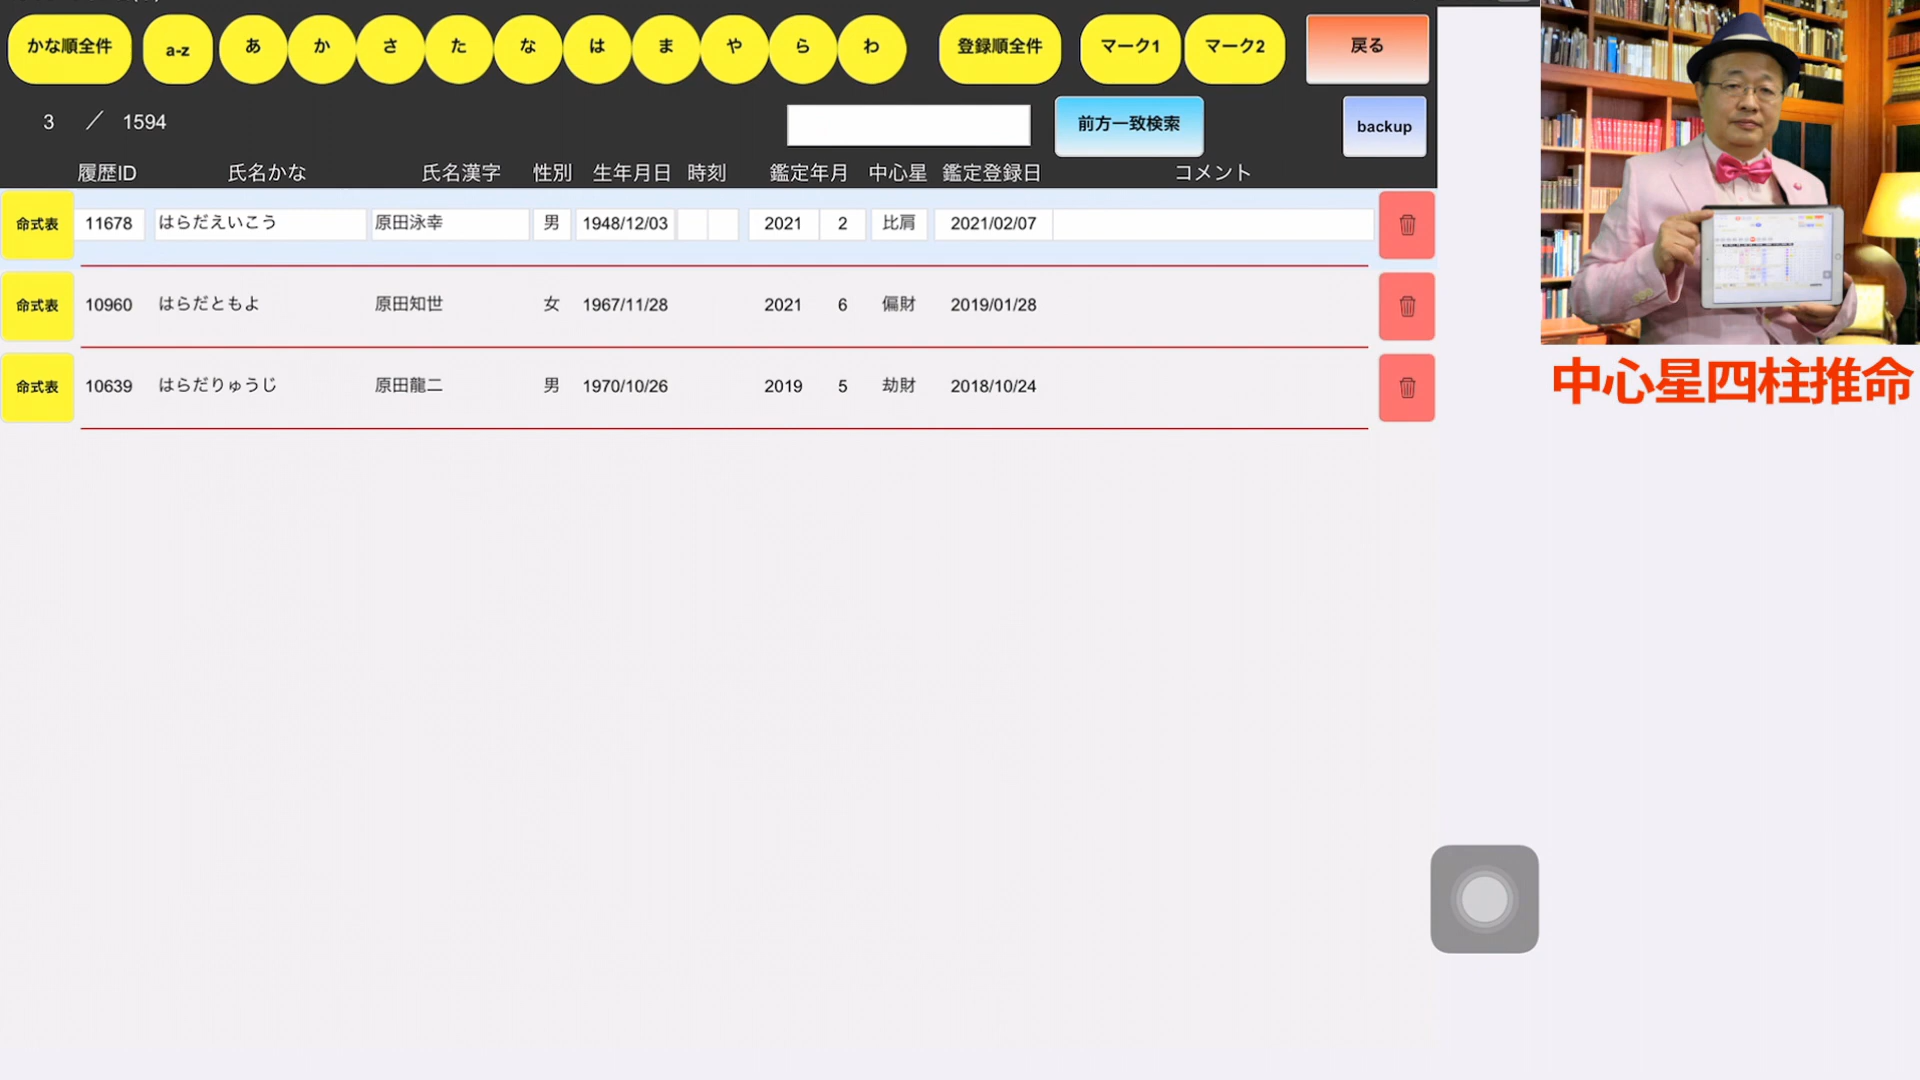 かな順全件 a-z あ か さ た な は ま や ら わ 登録順全件 マーク1 マーク2 戻る
3 ／ 1594 前方一致検索 backup
履歴ID 氏名かな 氏名漢字 性別 生年月日 時刻 鑑定年月 中心星 鑑定登録日 コメント
命式表 11678 はらだえいこう 原田泳幸 男 1948/12/03 2021 2 比肩 2021/02/07
命式表 10960 はらだともよ 原田知世 女 1967/11/28 2021 6 偏財 2019/01/28
命式表 10639 はらだりゅうじ 原田龍二 男 1970/10/26 2019 5 劫財 2018/10/24
中心星四柱推命